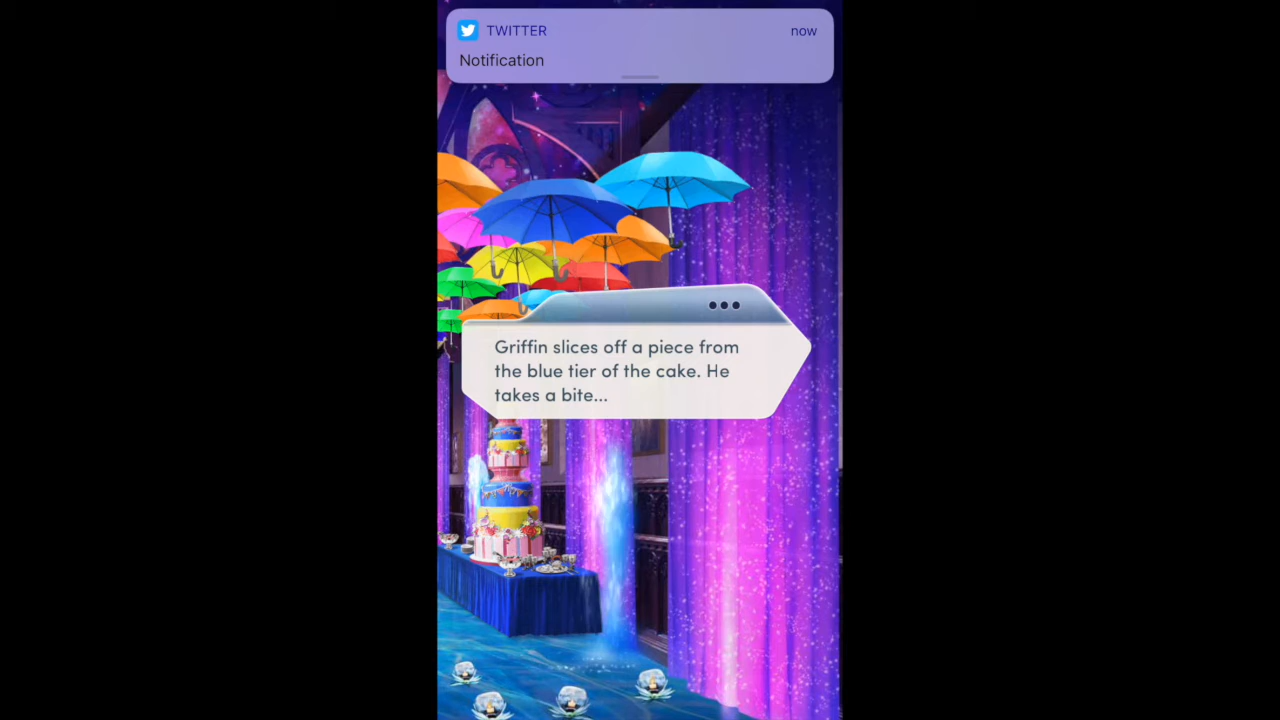 TWITTER now
Notification
Griffin slices off a piece from
the blue tier of the cake. He
takes a bite...